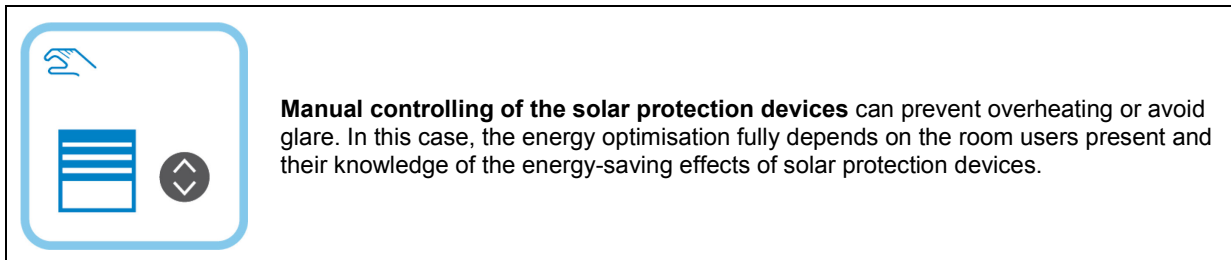 Manual controlling of the solar protection devices can prevent overheating or avoid
glare. In this case, the energy optimisation fully depends on the room users present and
their knowledge of the energy-saving effects of solar protection devices.